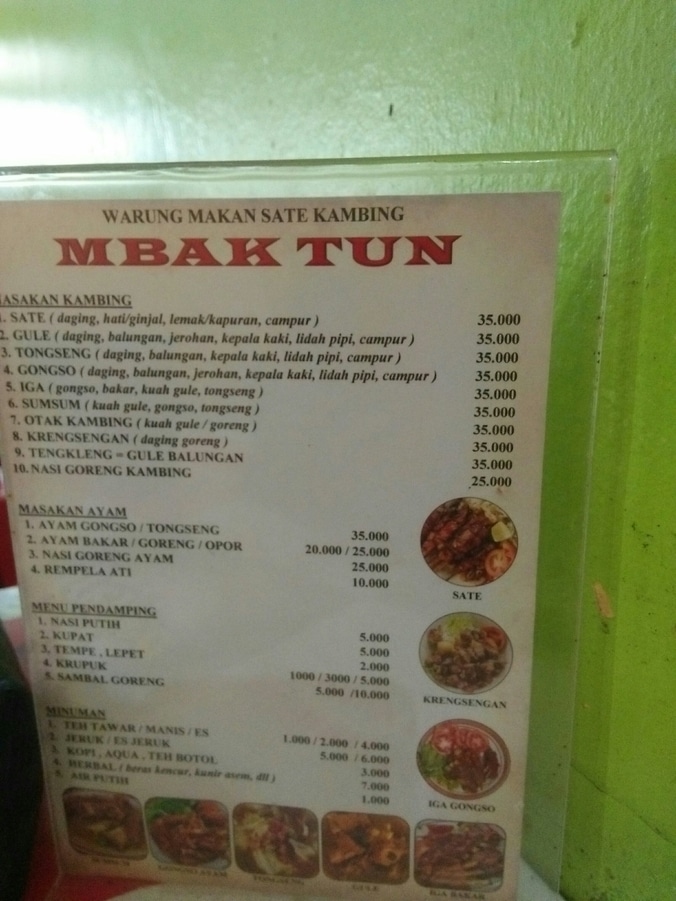 WARUNG MAKAN SATE KAMBING
MBAK TUN
MASAKAN KAMBING
1. SATE ( daging, hati/ginjal, lemak/kapuran, campur ) 35.000
2. GULE ( daging, balungan, jerohan, kepala kaki, lidah pipi, campur ) 35.000
3. TONGSENG ( daging, balungan, kepala kaki, lidah pipi, campur ) 35.000
4. GONGSO ( daging, balungan, jerohan, kepala kaki, lidah pipi, campur ) 35.000
5. IGA ( gongso, bakar, kuah gule, tongseng ) 35.000
6. SUMSUM ( kuah gule, gongso, tongseng ) 35.000
7. OTAK KAMBING ( kuah gule / goreng ) 35.000
8. KRENGSENGAN ( daging goreng ) 35.000
9. TENGKLENG = GULE BALUNGAN 35.000
10. NASI GORENG KAMBING 25.000
MASAKAN AYAM
1. AYAM GONGSO / TONGSENG 35.000
2. AYAM BAKAR / GORENG / OPOR 20.000 / 25.000
3. NASI GORENG AYAM 25.000
4. REMPELA ATI 10.000
SATE
MENU PENDAMPING
1. NASI PUTIH 5.000
2. KUPAT 5.000
3. TEMPE , LEPET 2.000
4. KRUPUK 1000 / 3000 / 5.000
5. SAMBAL GORENG 5.000 /10.000
KRENGSENGAN
MINUMAN
1. TEH TAWAR / MANIS / ES 1.000 / 2.000 / 4.000
2. JERUK / ES JERUK 5.000 / 6.000
3. KOPI , AQUA , TEH BOTOL 3.000
4. HERBAL ( beras kencur, kunir asem, dll ) 7.000
5. AIR PUTIH 1.000
IGA GONGSO
SUMSUM
GONGSO AYAM
TONGSENG
GULE
IGA BAKAR